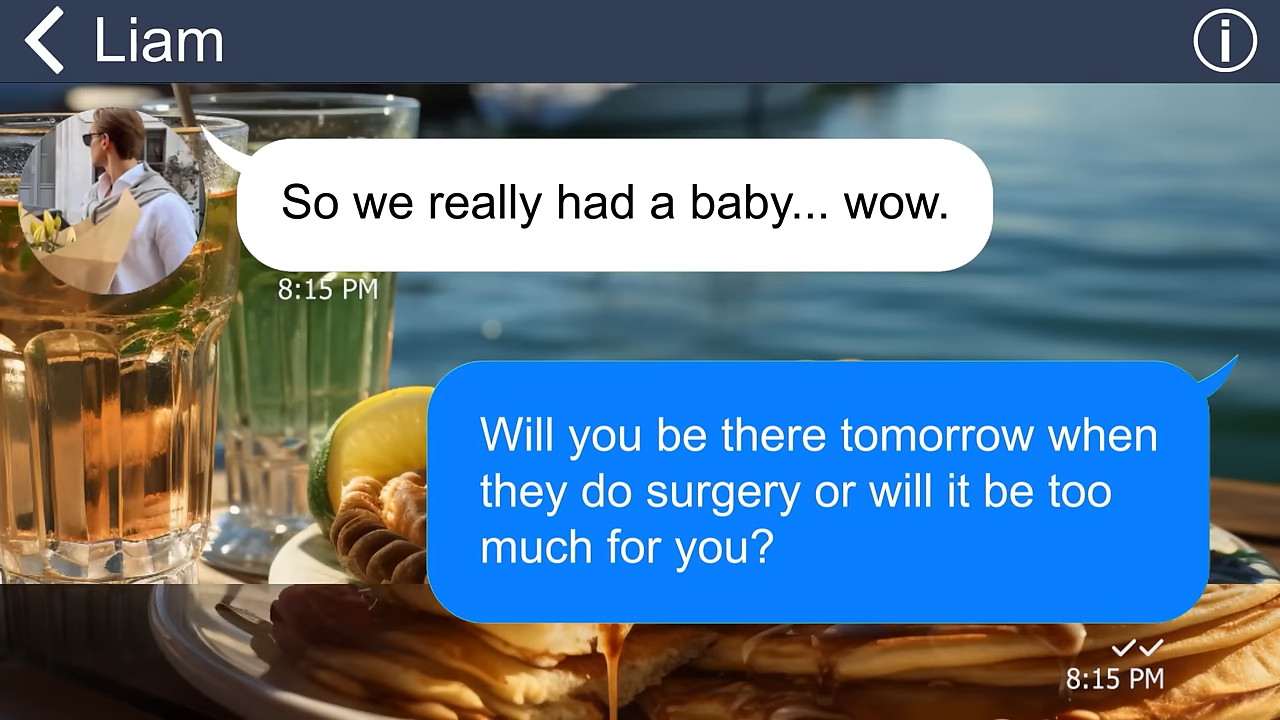 Liam
So we really had a baby... wow.
8:15 PM
Will you be there tomorrow when
they do surgery or will it be too
much for you?
8:15 PM